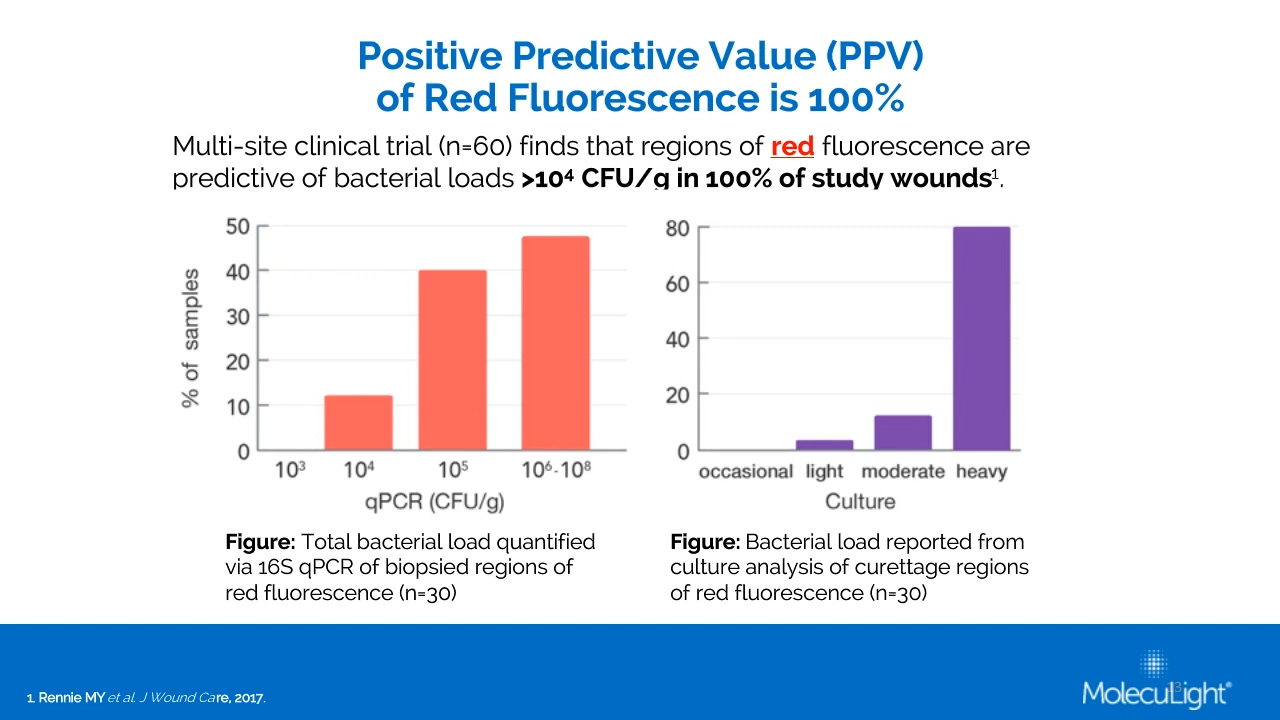 Positive Predictive Value (PPV)
of Red Fluorescence is 100%
Multi-site clinical trial (n=60) finds that regions of red fluorescence are
predictive of bacterial loads >10⁴ CFU/g in 100% of study wounds¹.
50
40
30
20
10
0
% of samples
10³ 10⁴ 10⁵ 10⁶-10⁸
qPCR (CFU/g)
80
60
40
20
0
occasional light moderate heavy
Culture
Figure: Total bacterial load quantified
via 16S qPCR of biopsied regions of
red fluorescence (n=30)
Figure: Bacterial load reported from
culture analysis of curettage regions
of red fluorescence (n=30)
1. Rennie MY et al. J Wound Care, 2017.
MolecuLight®